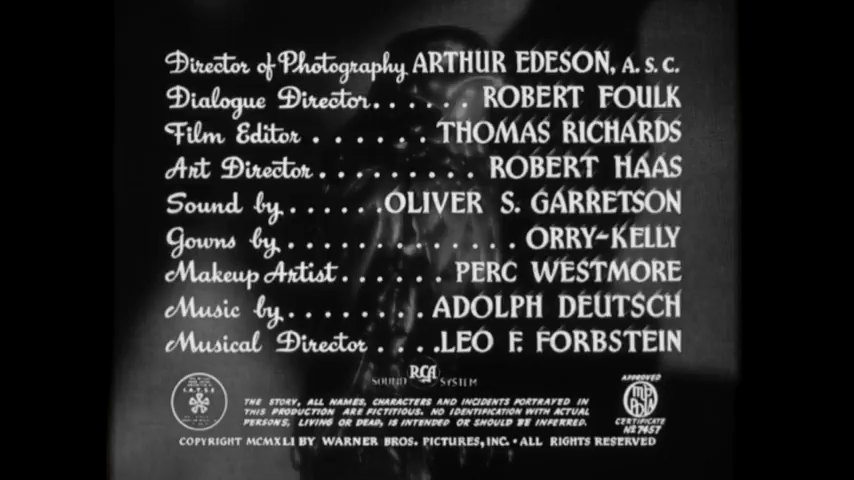 Director of Photography ARTHUR EDESON, A.S.C.
Dialogue Director...... ROBERT FOULK
Film Editor ....... THOMAS RICHARDS
Art Director......... ROBERT HAAS
Sound by......OLIVER S. GARRETSON
Gowns by............. ORRY-KELLY
Makeup Artist...... PERC WESTMORE
Music by........ADOLPH DEUTSCH
Musical Director ....LEO F. FORBSTEIN
RCA
SOUND SYSTEM
I.A.T.S.E.
THE STORY, ALL NAMES, CHARACTERS AND INCIDENTS PORTRAYED IN
THIS PRODUCTION ARE FICTITIOUS. NO IDENTIFICATION WITH ACTUAL
PERSONS, LIVING OR DEAD, IS INTENDED OR SHOULD BE INFERRED.
APPROVED
MPPDA
CERTIFICATE
No. 7457
COPYRIGHT MCMXLI BY WARNER BROS. PICTURES, INC. · ALL RIGHTS RESERVED